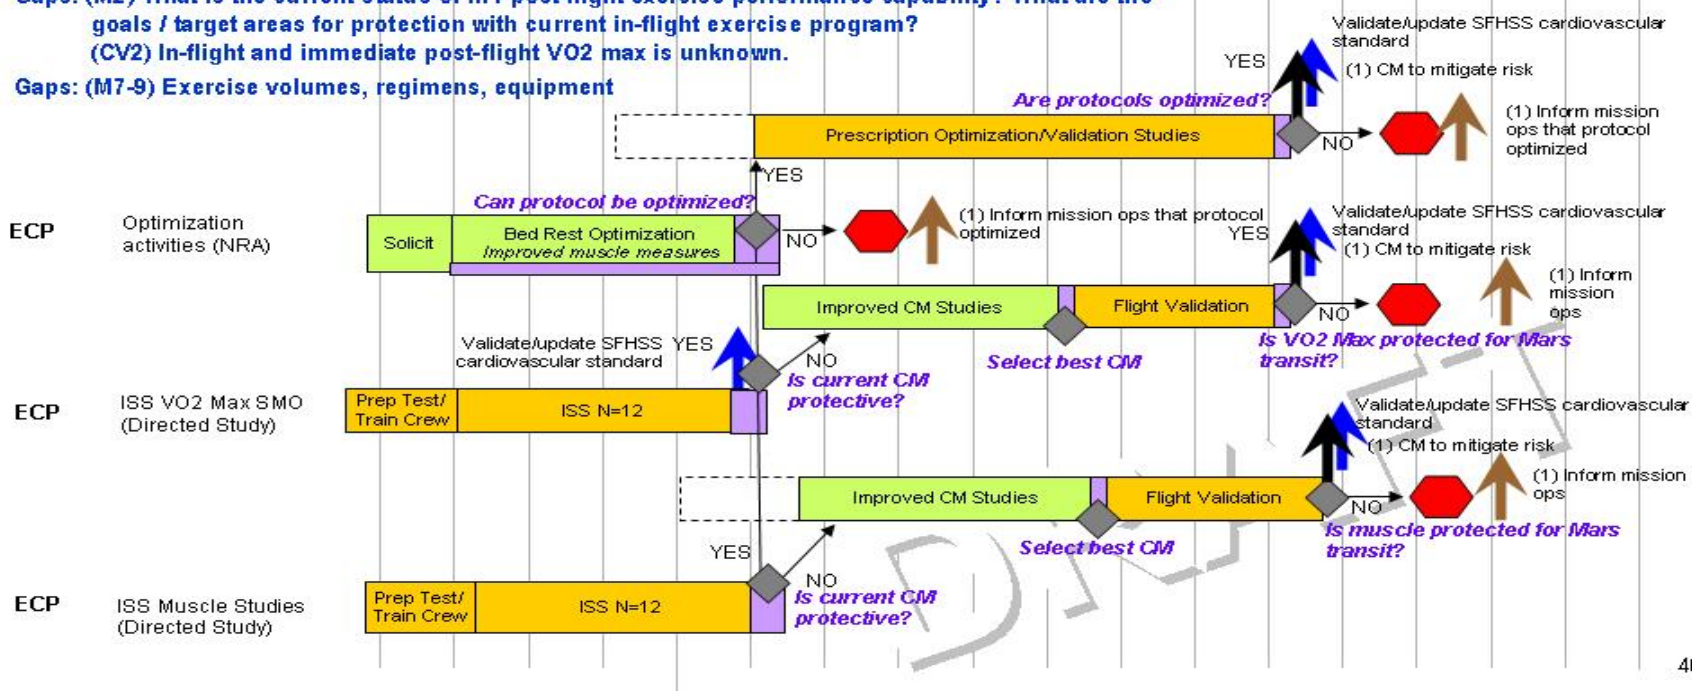 goals / target areas for protection with current in-flight exercise program?
(CV2) In-flight and immediate post-flight VO2 max is unknown.
Gaps: (M7-9) Exercise volumes, regimens, equipment
Validate/update SFHSS cardiovascular
standard
YES
(1) CM to mitigate risk
Are protocols optimized?
Prescription Optimization/Validation Studies
NO
(1) Inform mission
ops that protocol
optimized
YES
Can protocol be optimized?
ECP
Optimization
activities (NRA)
Solicit
Bed Rest Optimization
Improved muscle measures
NO
(1) Inform mission ops that protocol
optimized
YES
Validate/update SFHSS cardiovascular
standard
(1) CM to mitigate risk
Improved CM Studies
Flight Validation
NO
(1) Inform
mission
ops
Select best CM
Is VO2 Max protected for Mars
transit?
Validate/update SFHSS
cardiovascular standard
YES
NO
Is current CM
protective?
ECP
ISS VO2 Max SMO
(Directed Study)
Prep Test/
Train Crew
ISS N=12
Validate/update SFHSS cardiovascular
standard
(1) CM to mitigate risk
Improved CM Studies
Flight Validation
NO
(1) Inform mission
ops
Select best CM
Is muscle protected for Mars
transit?
YES
NO
Is current CM
protective?
ECP
ISS Muscle Studies
(Directed Study)
Prep Test/
Train Crew
ISS N=12
DRAFT